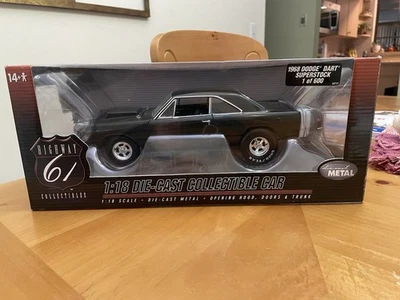 14+
1968 DODGE DART
SUPERSTOCK
1 of 600
HIGHWAY
61
COLLECTIBLES
1:18 DIE-CAST COLLECTIBLE CAR
1:18 SCALE - DIE-CAST METAL - OPENING HOOD, DOORS & TRUNK
METAL